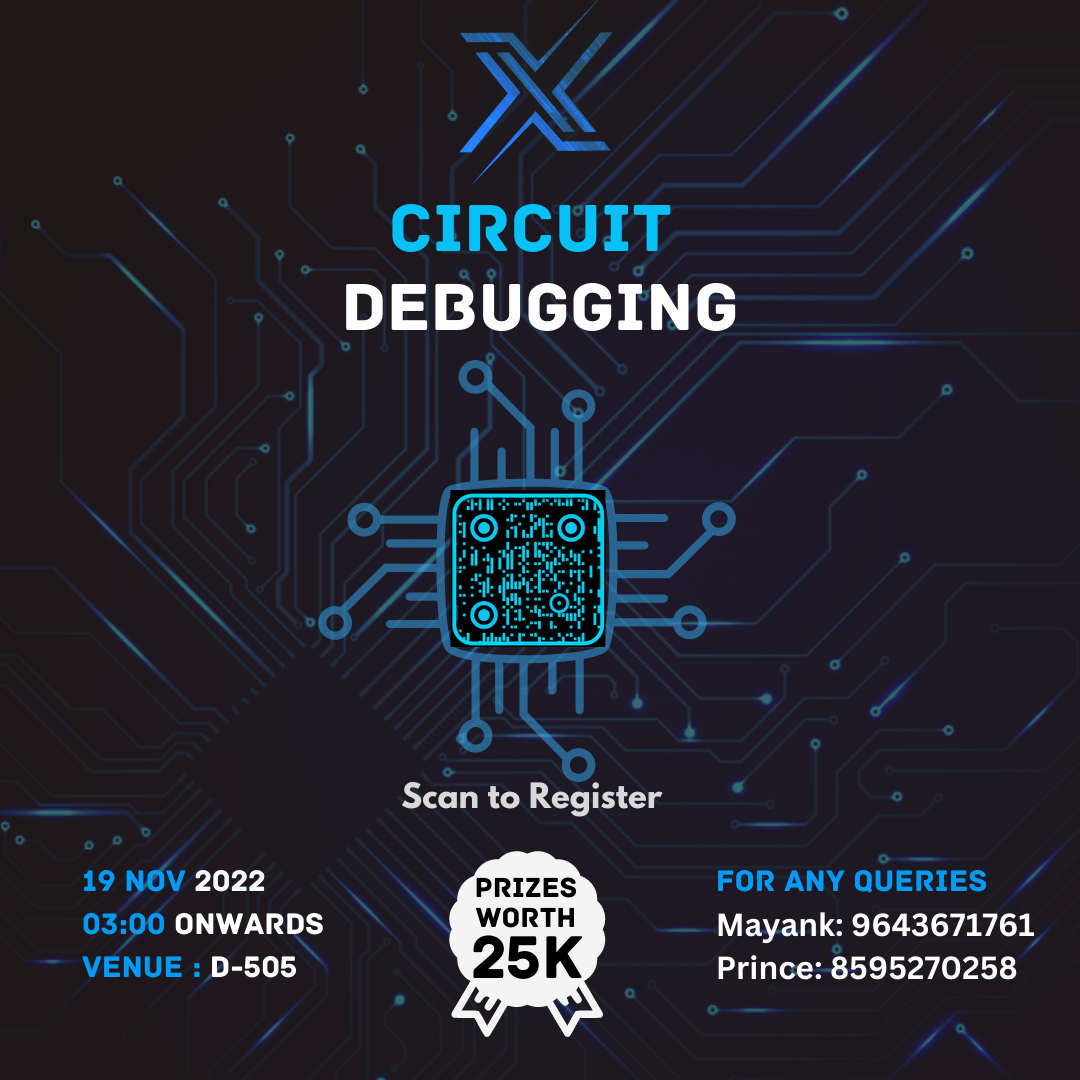 CIRCUIT
DEBUGGING
Scan to Register
19 NOV 2022
03:00 ONWARDS
VENUE : D-505
PRIZES
WORTH
25K
FOR ANY QUERIES
Mayank: 9643671761
Prince: 8595270258